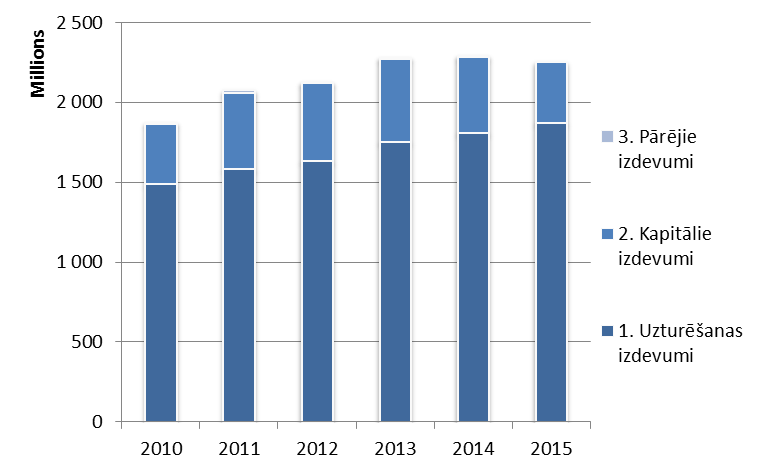 Millions
2 500
2 000
1 500
1 000
500
0
2010 2011 2012 2013 2014 2015
3. Pārējie
izdevumi
2. Kapitālie
izdevumi
1. Uzturēšanas
izdevumi